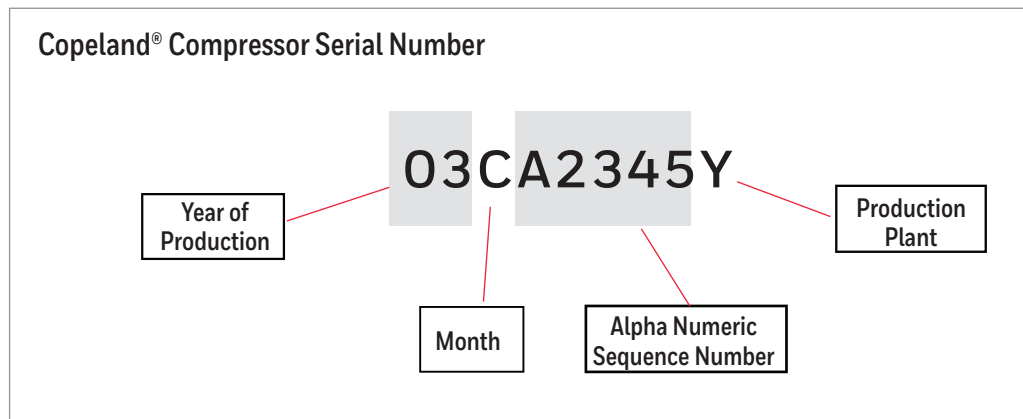 Copeland® Compressor Serial Number
03CA2345Y
Year of
Production
Production
Plant
Month
Alpha Numeric
Sequence Number